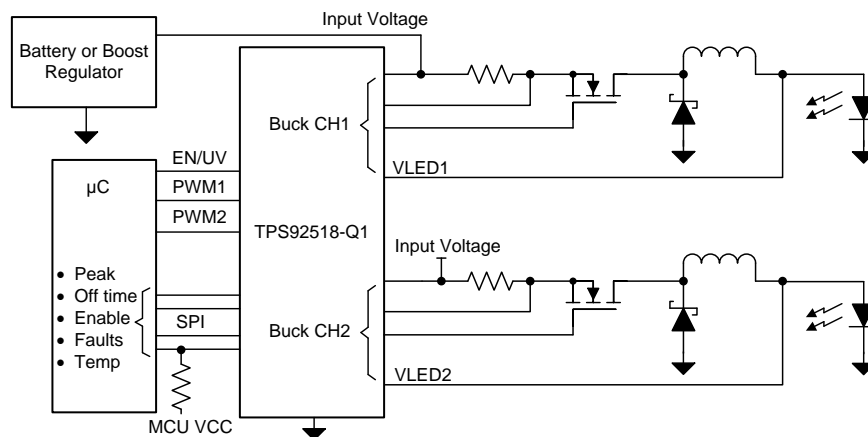 Input Voltage
Battery or Boost
Regulator
Buck CH1
EN/UV
VLED1
µC
PWM1
PWM2
TPS92518-Q1
Input Voltage
• Peak
• Off time
• Enable
• Faults
• Temp
SPI
Buck CH2
VLED2
MCU VCC